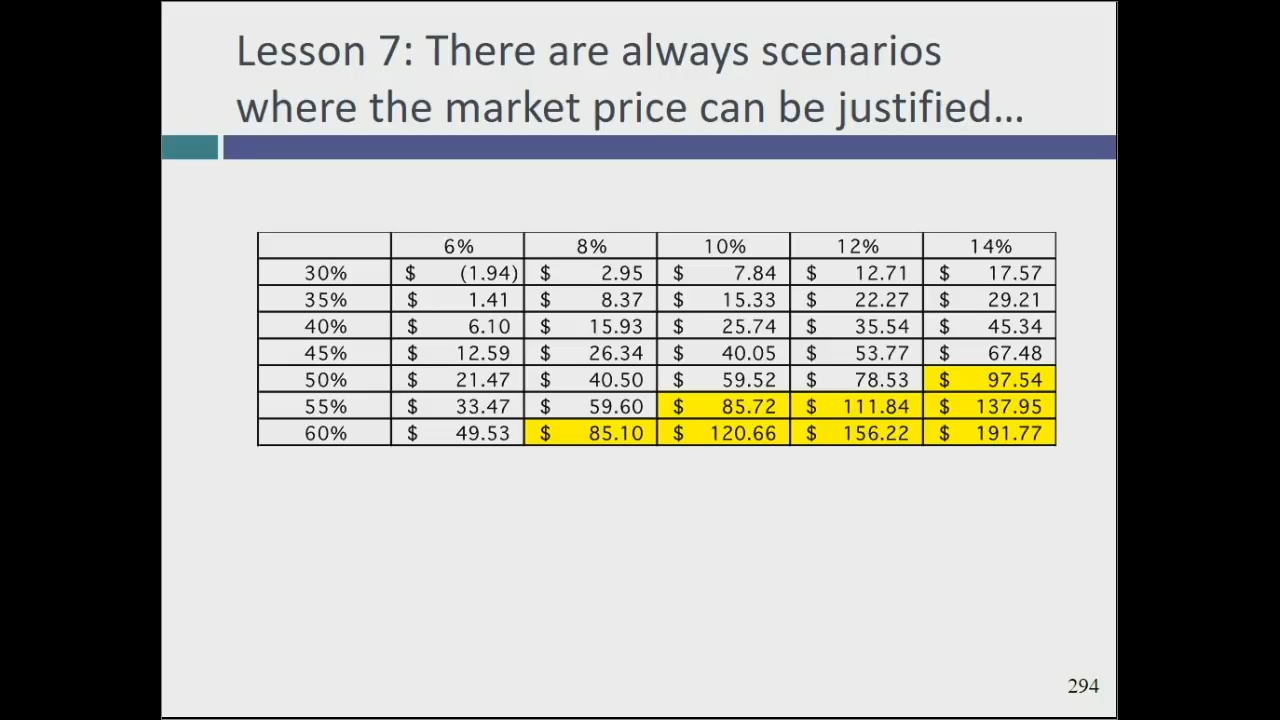 Lesson 7: There are always scenarios
where the market price can be justified…
6% 8% 10% 12% 14%
30% $ (1.94) $ 2.95 $ 7.84 $ 12.71 $ 17.57
35% $ 1.41 $ 8.37 $ 15.33 $ 22.27 $ 29.21
40% $ 6.10 $ 15.93 $ 25.74 $ 35.54 $ 45.34
45% $ 12.59 $ 26.34 $ 40.05 $ 53.77 $ 67.48
50% $ 21.47 $ 40.50 $ 59.52 $ 78.53 $ 97.54
55% $ 33.47 $ 59.60 $ 85.72 $ 111.84 $ 137.95
60% $ 49.53 $ 85.10 $ 120.66 $ 156.22 $ 191.77
294